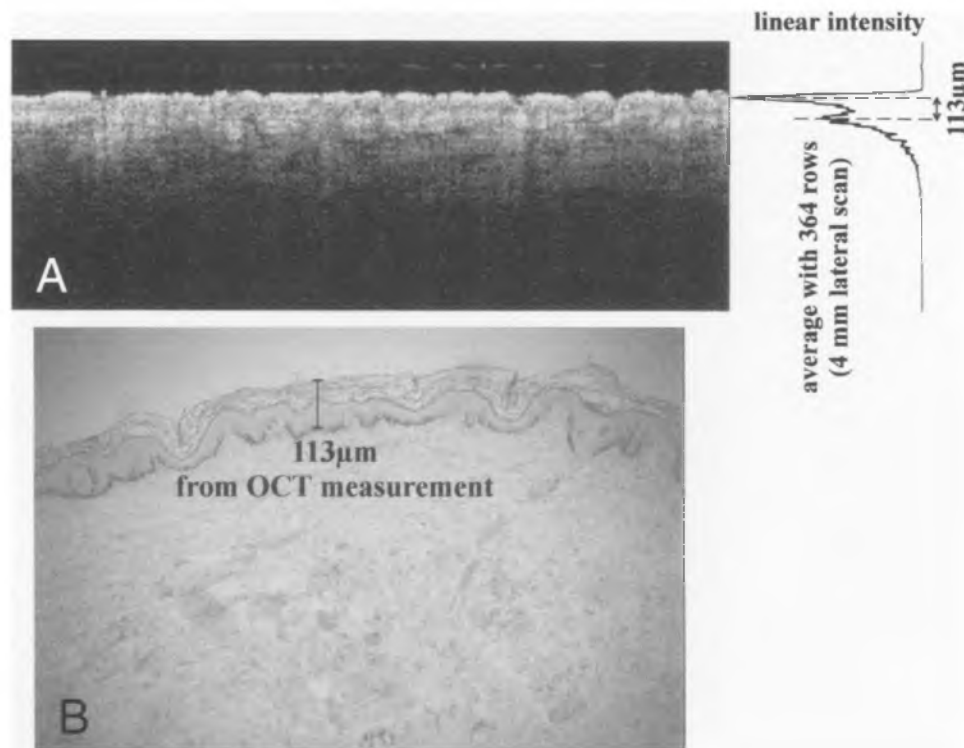 linear intensity
113μm
average with 364 rows
(4 mm lateral scan)
A
113μm
from OCT measurement
B